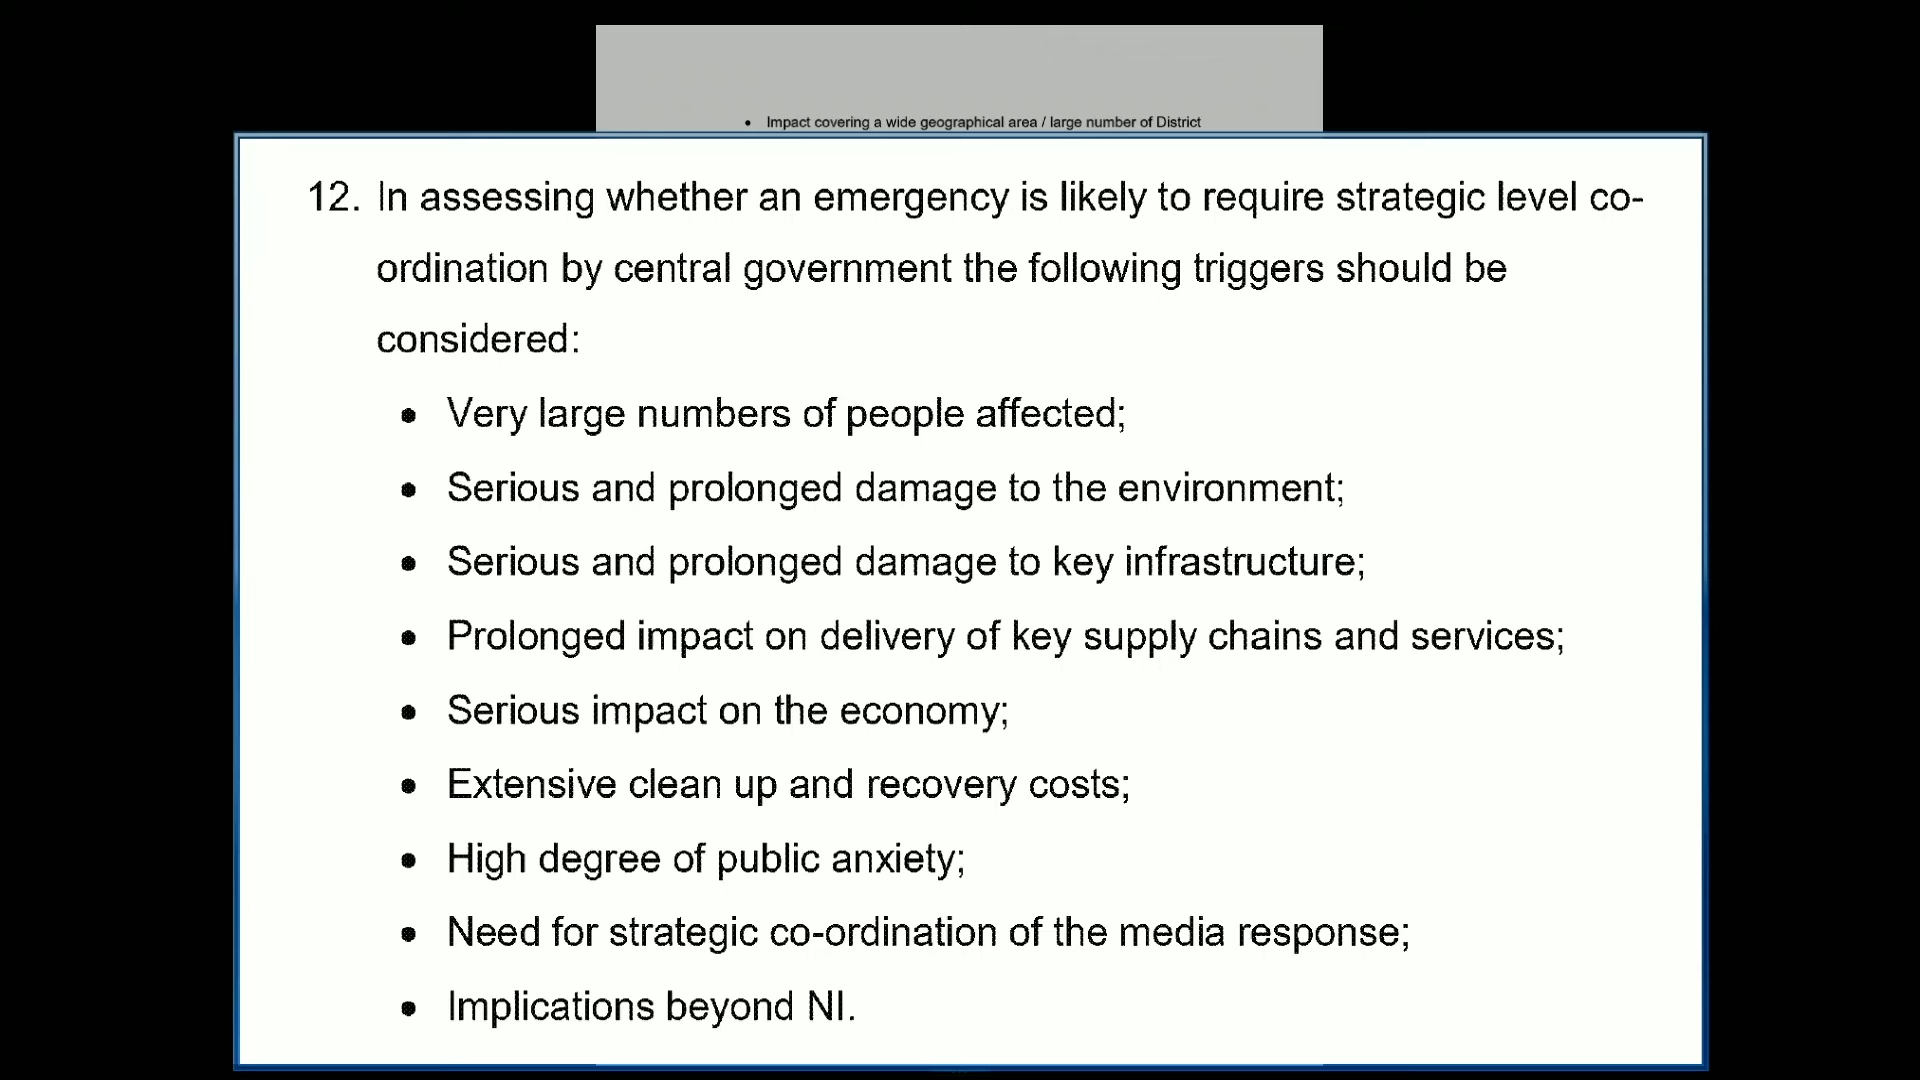 • Impact covering a wide geographical area / large number of District
12. In assessing whether an emergency is likely to require strategic level co-
ordination by central government the following triggers should be
considered:
• Very large numbers of people affected;
• Serious and prolonged damage to the environment;
• Serious and prolonged damage to key infrastructure;
• Prolonged impact on delivery of key supply chains and services;
• Serious impact on the economy;
• Extensive clean up and recovery costs;
• High degree of public anxiety;
• Need for strategic co-ordination of the media response;
• Implications beyond NI.